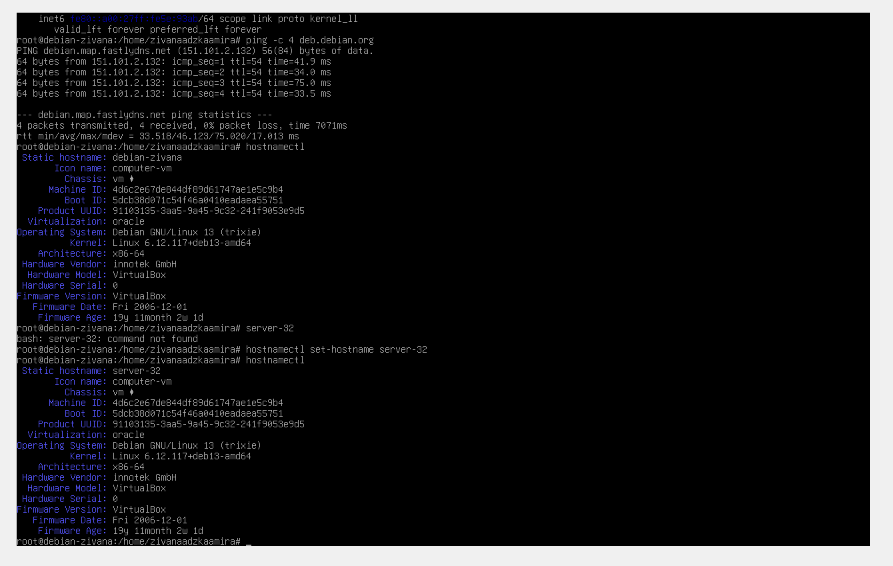 inet6 /64 scope link proto kernel_ll
valid_lft forever preferred_lft forever
root@debian-zivana:/home/zivanaadzkaamira# ping -c 4 deb.debian.org
PING debian.map.fastlydns.net (151.101.2.132) 56(84) bytes of data.
64 bytes from 151.101.2.132: icmp_seq=1 ttl=54 time=41.9 ms
64 bytes from 151.101.2.132: icmp_seq=2 ttl=54 time=34.0 ms
64 bytes from 151.101.2.132: icmp_seq=3 ttl=54 time=75.0 ms
64 bytes from 151.101.2.132: icmp_seq=4 ttl=54 time=33.5 ms
--- debian.map.fastlydns.net ping statistics ---
4 packets transmitted, 4 received, 0% packet loss, time 7071ms
rtt min/avg/max/mdev = 33.518/46.123/75.020/17.013 ms
root@debian-zivana:/home/zivanaadzkaamira# hostnamectl
Static hostname: debian-zivana
Icon name: computer-vm
Chassis: vm
Machine ID: 4d6c2e67de844df89d61747ae1e5c9b4
Boot ID: 5dcb38d071c54f46a0410eadaea55751
Product UUID: 91103135-3aa5-9a45-9c32-241f9053e9d5
Virtualization: oracle
Operating System: Debian GNU/Linux 13 (trixie)
Kernel: Linux 6.12.117+deb13-amd64
Architecture: x86-64
Hardware Vendor: innotek GmbH
Hardware Model: VirtualBox
Hardware Serial: 0
Firmware Version: VirtualBox
Firmware Date: Fri 2006-12-01
Firmware Age: 19y 11month 2w 1d
root@debian-zivana:/home/zivanaadzkaamira# server-32
bash: server-32: command not found
root@debian-zivana:/home/zivanaadzkaamira# hostnamectl set-hostname server-32
root@debian-zivana:/home/zivanaadzkaamira# hostnamectl
Static hostname: server-32
Icon name: computer-vm
Chassis: vm
Machine ID: 4d6c2e67de844df89d61747ae1e5c9b4
Boot ID: 5dcb38d071c54f46a0410eadaea55751
Product UUID: 91103135-3aa5-9a45-9c32-241f9053e9d5
Virtualization: oracle
Operating System: Debian GNU/Linux 13 (trixie)
Kernel: Linux 6.12.117+deb13-amd64
Architecture: x86-64
Hardware Vendor: innotek GmbH
Hardware Model: VirtualBox
Hardware Serial: 0
Firmware Version: VirtualBox
Firmware Date: Fri 2006-12-01
Firmware Age: 19y 11month 2w 1d
root@debian-zivana:/home/zivanaadzkaamira# _